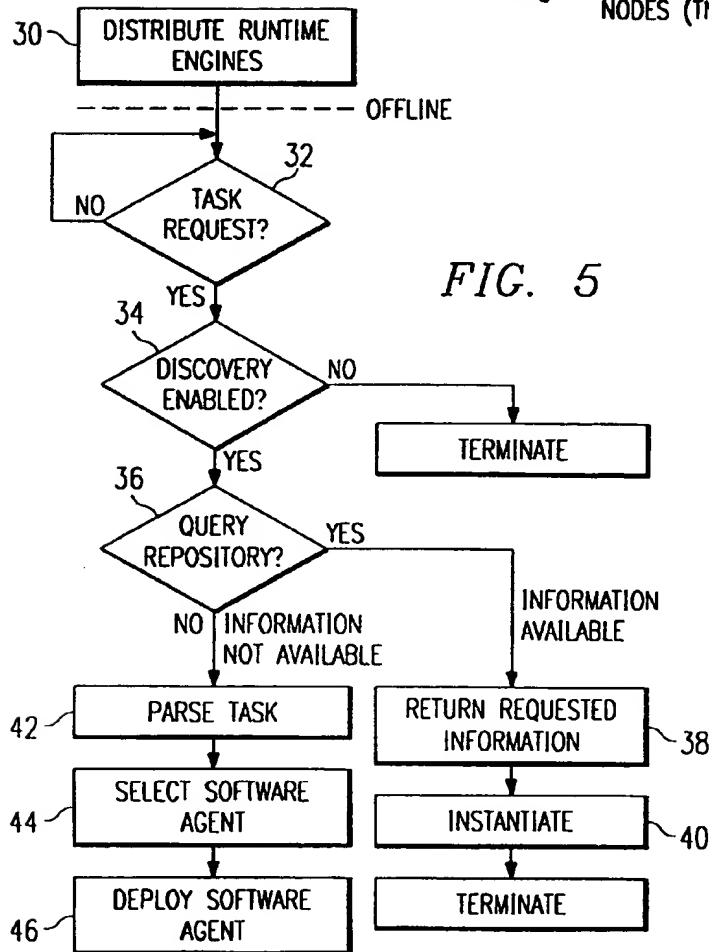 NODES (T
30
DISTRIBUTE RUNTIME
ENGINES
OFFLINE
32
TASK
REQUEST?
NO
YES
FIG. 5
34
DISCOVERY
ENABLED?
NO
TERMINATE
YES
36
QUERY
REPOSITORY?
YES
NO
INFORMATION
NOT AVAILABLE
INFORMATION
AVAILABLE
42
PARSE TASK
RETURN REQUESTED
INFORMATION
38
44
SELECT SOFTWARE
AGENT
INSTANTIATE
40
46
DEPLOY SOFTWARE
AGENT
TERMINATE